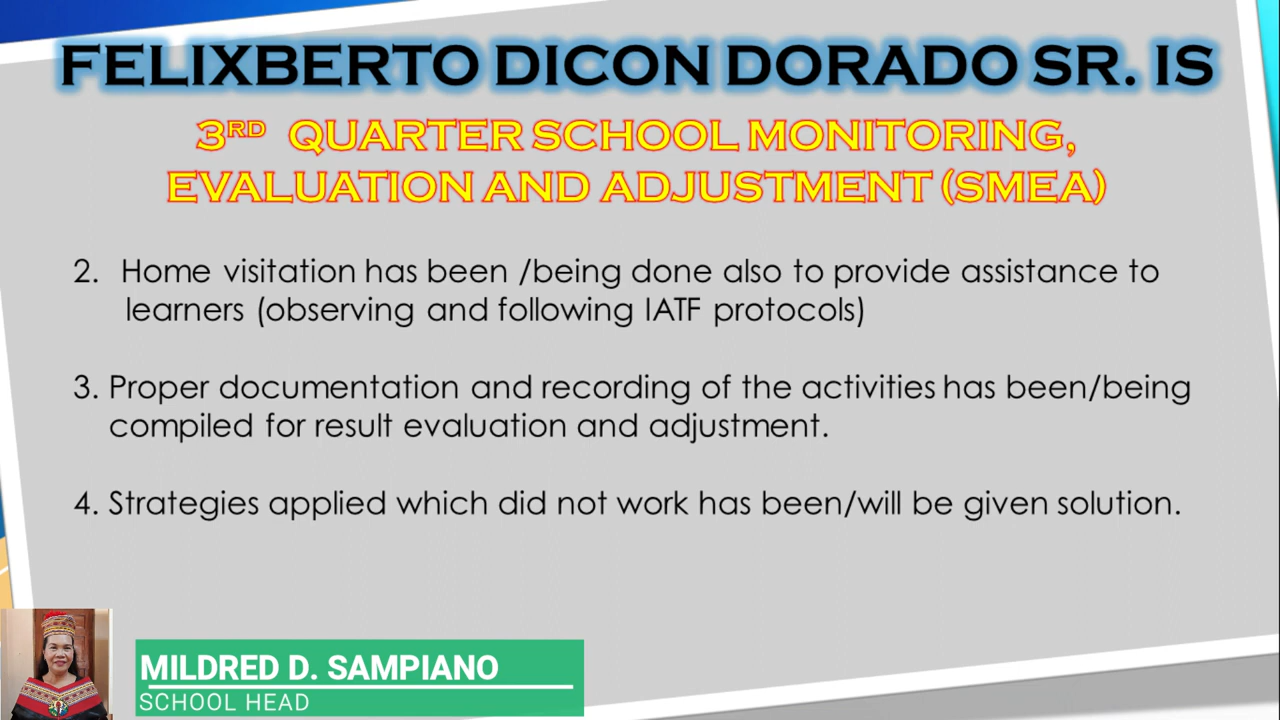 FELIXBERTO DICON DORADO SR. IS
3RD QUARTER SCHOOL MONITORING,
EVALUATION AND ADJUSTMENT (SMEA)
2. Home visitation has been /being done also to provide assistance to
learners (observing and following IATF protocols)
3. Proper documentation and recording of the activities has been/being
compiled for result evaluation and adjustment.
4. Strategies applied which did not work has been/will be given solution.
MILDRED D. SAMPIANO
SCHOOL HEAD